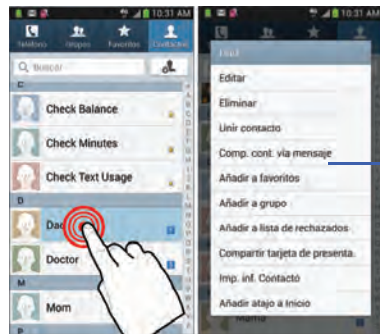 10:31 AM
Teléfono Grupos Favoritos Contactos
Buscar
C
Check Balance
Check Minutes
Check Text Usage
D
Doctor
M
Mom
P
10:31 AM
Dad
Editar
Eliminar
Unir contacto
Comp. cont. vía mensaje
Añadir a favoritos
Añadir a grupo
Añadir a lista de rechazados
Compartir tarjeta de presenta.
Imp. inf. Contacto
Añadir atajo a Inicio